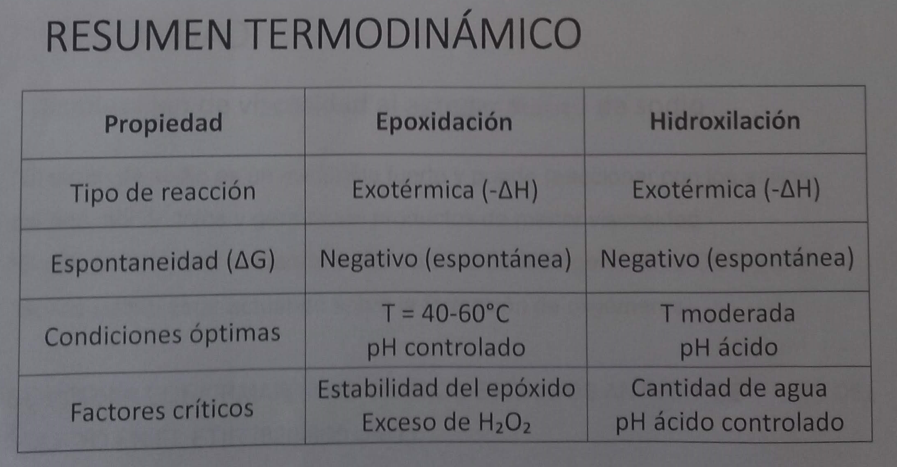 RESUMEN TERMODINÁMICO
Propiedad Epoxidación Hidroxilación
Tipo de reacción Exotérmica (-ΔH) Exotérmica (-ΔH)
Espontaneidad (ΔG) Negativo (espontánea) Negativo (espontánea)
Condiciones óptimas T = 40-60°C T moderada
pH controlado pH ácido
Factores críticos Estabilidad del epóxido Cantidad de agua
Exceso de H₂O₂ pH ácido controlado